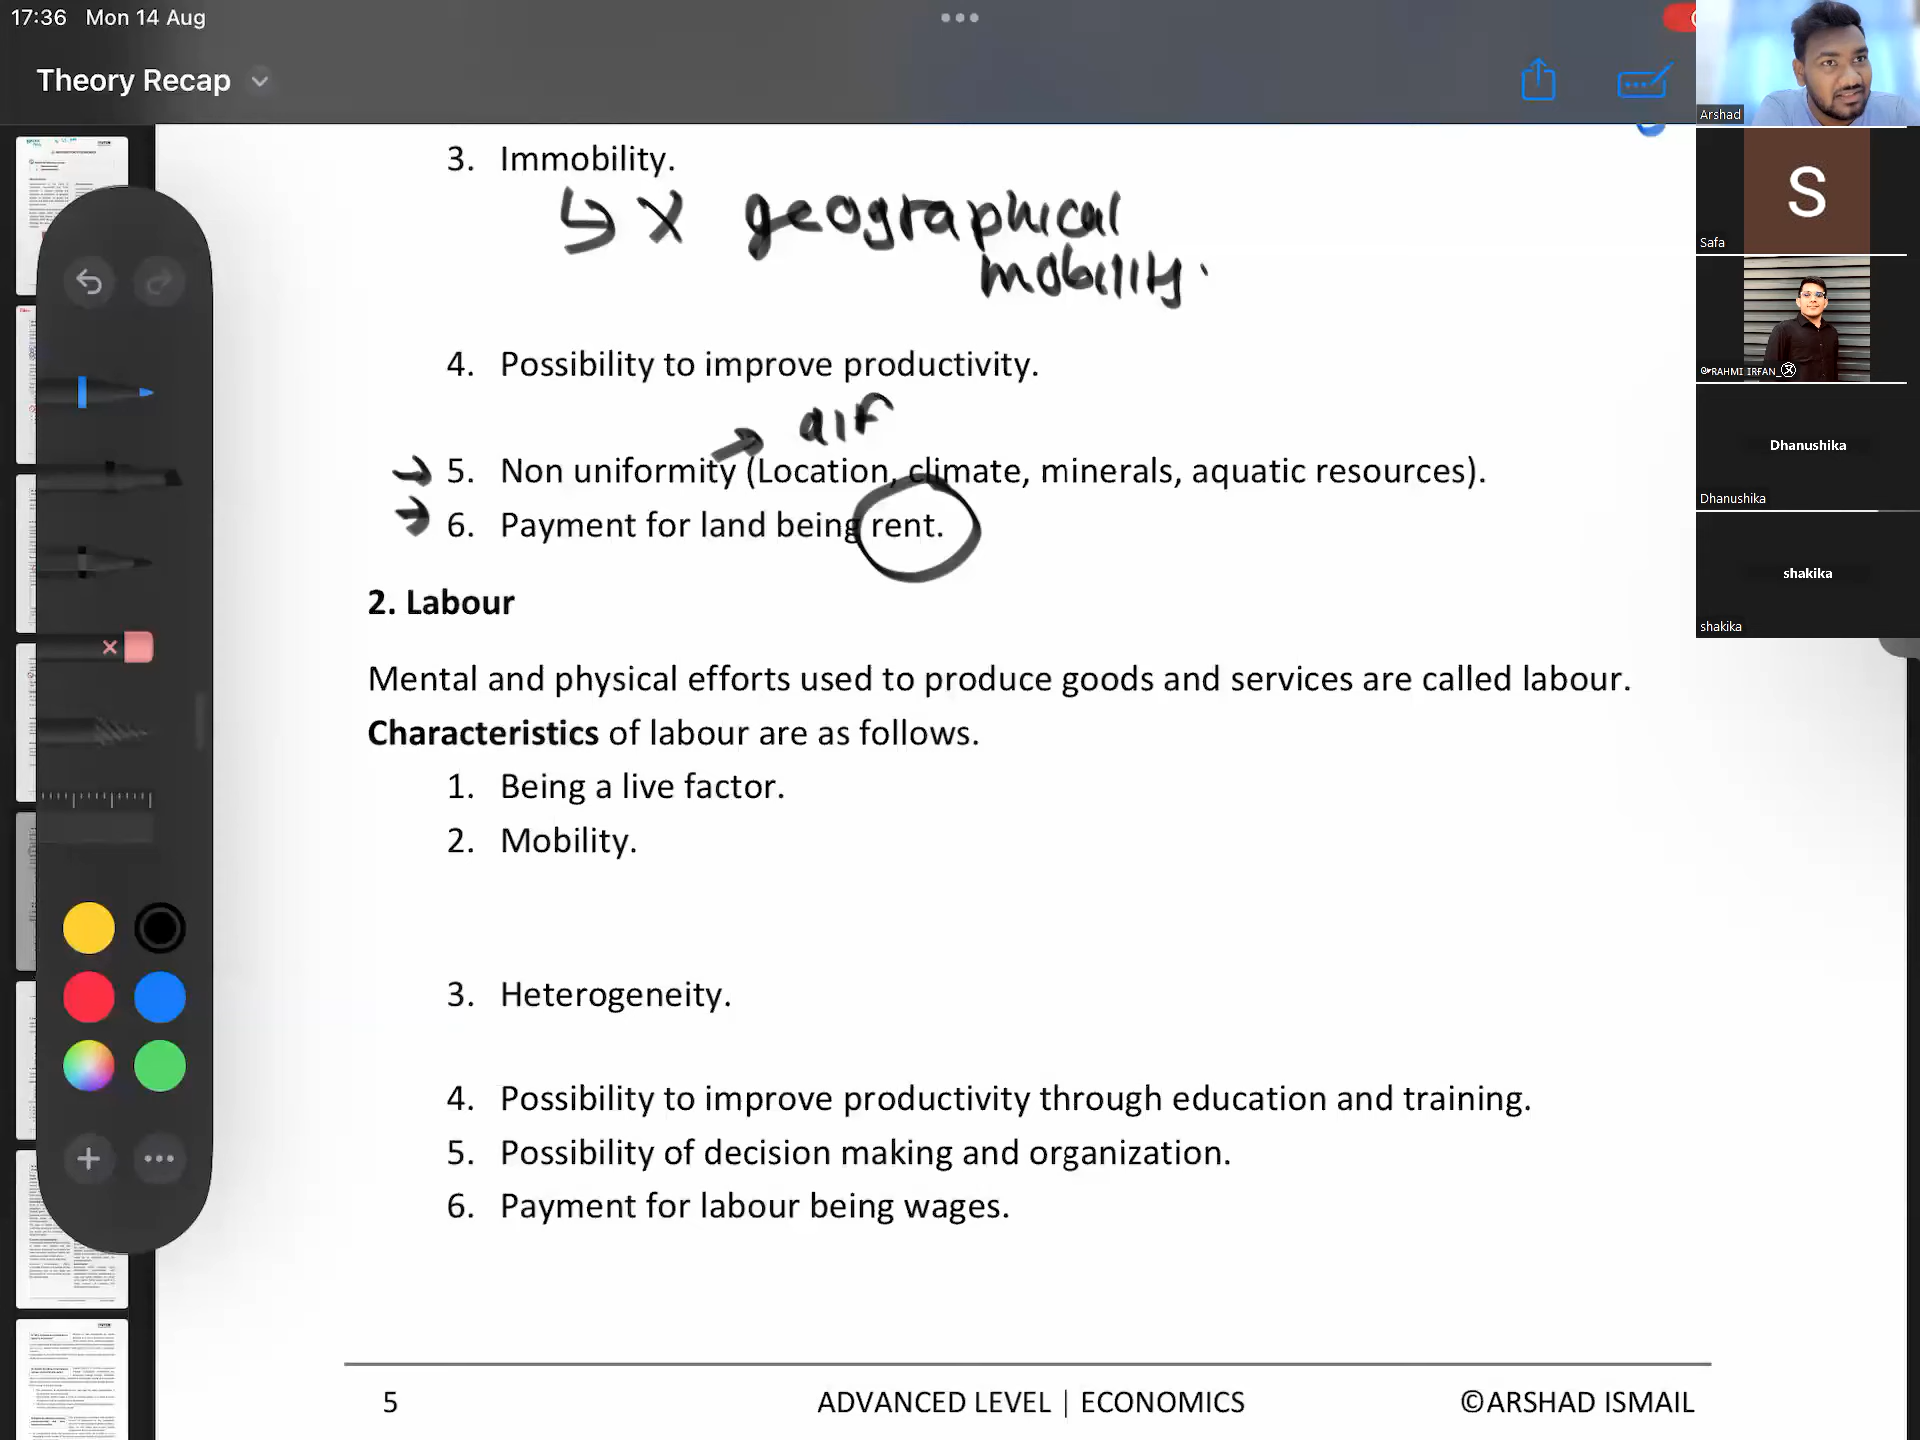 17:36 Mon 14 Aug
Theory Recap
Arshad
S
Safa
RAHMI IRFAN_
Dhanushika
Dhanushika
shakika
shakika
3. Immobility.
↳ X geographical
mobility.
4. Possibility to improve productivity.
→ dif
→ 5. Non uniformity (Location, climate, minerals, aquatic resources).
→ 6. Payment for land being rent.
2. Labour
Mental and physical efforts used to produce goods and services are called labour.
Characteristics of labour are as follows.
1. Being a live factor.
2. Mobility.
3. Heterogeneity.
4. Possibility to improve productivity through education and training.
5. Possibility of decision making and organization.
6. Payment for labour being wages.
5 ADVANCED LEVEL | ECONOMICS ©ARSHAD ISMAIL